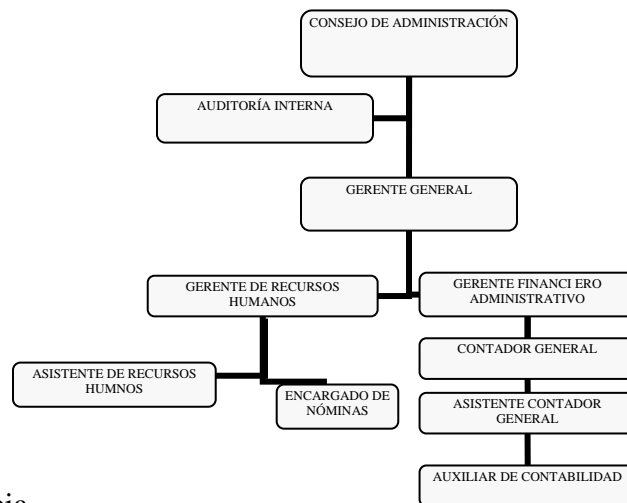 CONSEJO DE ADMINISTRACIÓN
AUDITORÍA INTERNA
GERENTE GENERAL
GERENTE DE RECURSOS
HUMANOS
GERENTE FINANCI ERO
ADMINISTRATIVO
CONTADOR GENERAL
ASISTENTE DE RECURSOS
HUMNOS
ENCARGADO DE
NÓMINAS
ASISTENTE CONTADOR
GENERAL
AUXILIAR DE CONTABILIDAD